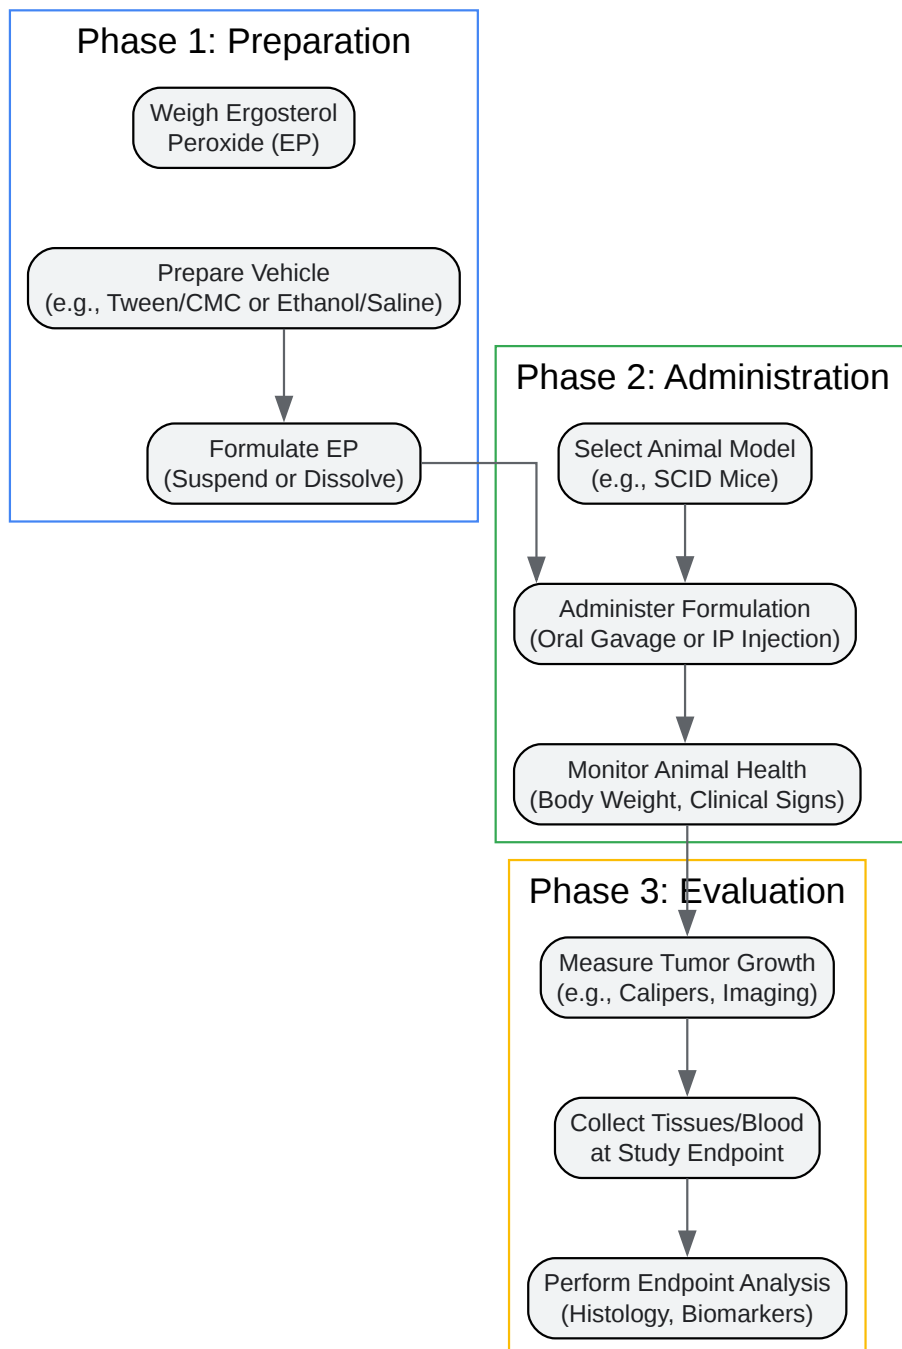 Phase 1: Preparation
Weigh Ergosterol
Peroxide (EP)
Prepare Vehicle
(e.g., Tween/CMC or Ethanol/Saline)
Formulate EP
(Suspend or Dissolve)
Phase 2: Administration
Select Animal Model
(e.g., SCID Mice)
Administer Formulation
(Oral Gavage or IP Injection)
Monitor Animal Health
(Body Weight, Clinical Signs)
Phase 3: Evaluation
Measure Tumor Growth
(e.g., Calipers, Imaging)
Collect Tissues/Blood
at Study Endpoint
Perform Endpoint Analysis
(Histology, Biomarkers)